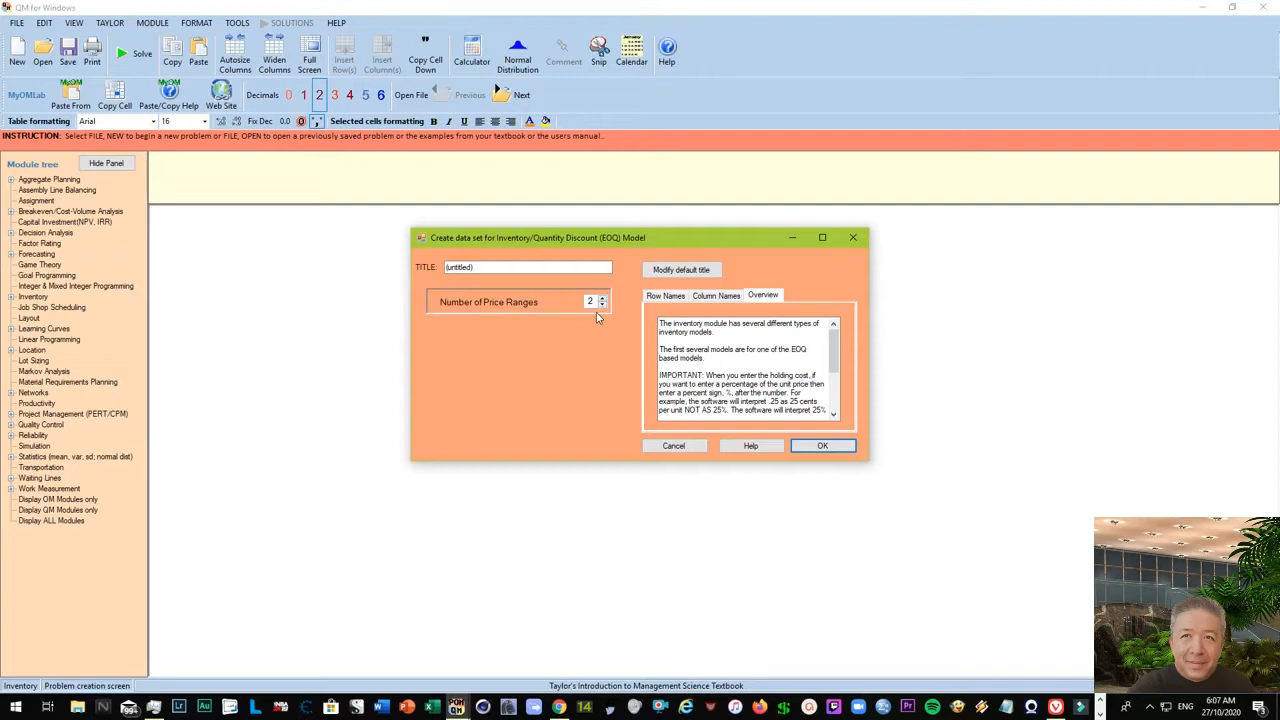 QM for Windows
FILE EDIT VIEW TAYLOR MODULE FORMAT TOOLS SOLUTIONS HELP
New Open Save Print Solve Copy Paste Autosize Columns Widen Columns Full Screen Insert Row(s) Insert Column(s) Copy Cell Down Calculator Normal Distribution Comment Snip Calendar Help
MyOMLab Paste From Copy Cell Paste/Copy Help Web Site Decimals 0 1 2 3 4 5 6 Open File Previous Next
Table formatting Arial 16 Fix Dec 0.0 Selected cells formatting B I U A
INSTRUCTION: Select FILE, NEW to begin a new problem or FILE, OPEN to open a previously saved problem or the examples from your textbook or the users manual..
Module tree Hide Panel
Aggregate Planning
Assembly Line Balancing
Assignment
Breakeven/Cost-Volume Analysis
Capital Investment(NPV, IRR)
Decision Analysis
Factor Rating
Forecasting
Game Theory
Goal Programming
Integer & Mixed Integer Programming
Inventory
Job Shop Scheduling
Layout
Learning Curves
Linear Programming
Location
Lot Sizing
Markov Analysis
Material Requirements Planning
Networks
Productivity
Project Management (PERT/CPM)
Quality Control
Reliability
Simulation
Statistics (mean, var, sd; normal dist)
Transportation
Waiting Lines
Work Measurement
Display OM Modules only
Display QM Modules only
Display ALL Modules
Create data set for Inventory/Quantity Discount (EOQ) Model
TITLE: (untitled) Modify default title
Number of Price Ranges 2
Row Names Column Names Overview
The inventory module has several different types of
inventory models.
The first several models are for one of the EOQ
based models.
IMPORTANT: When you enter the holding cost, if
you want to enter a percentage of the unit price then
enter a percent sign, %, after the number. For
example, the software will interpret .25 as 25 cents
per unit NOT AS 25%. The software will interpret 25%
Cancel Help OK
Inventory Problem creation screen Taylor's Introduction to Management Science Textbook
6:07 AM
27/10/2020